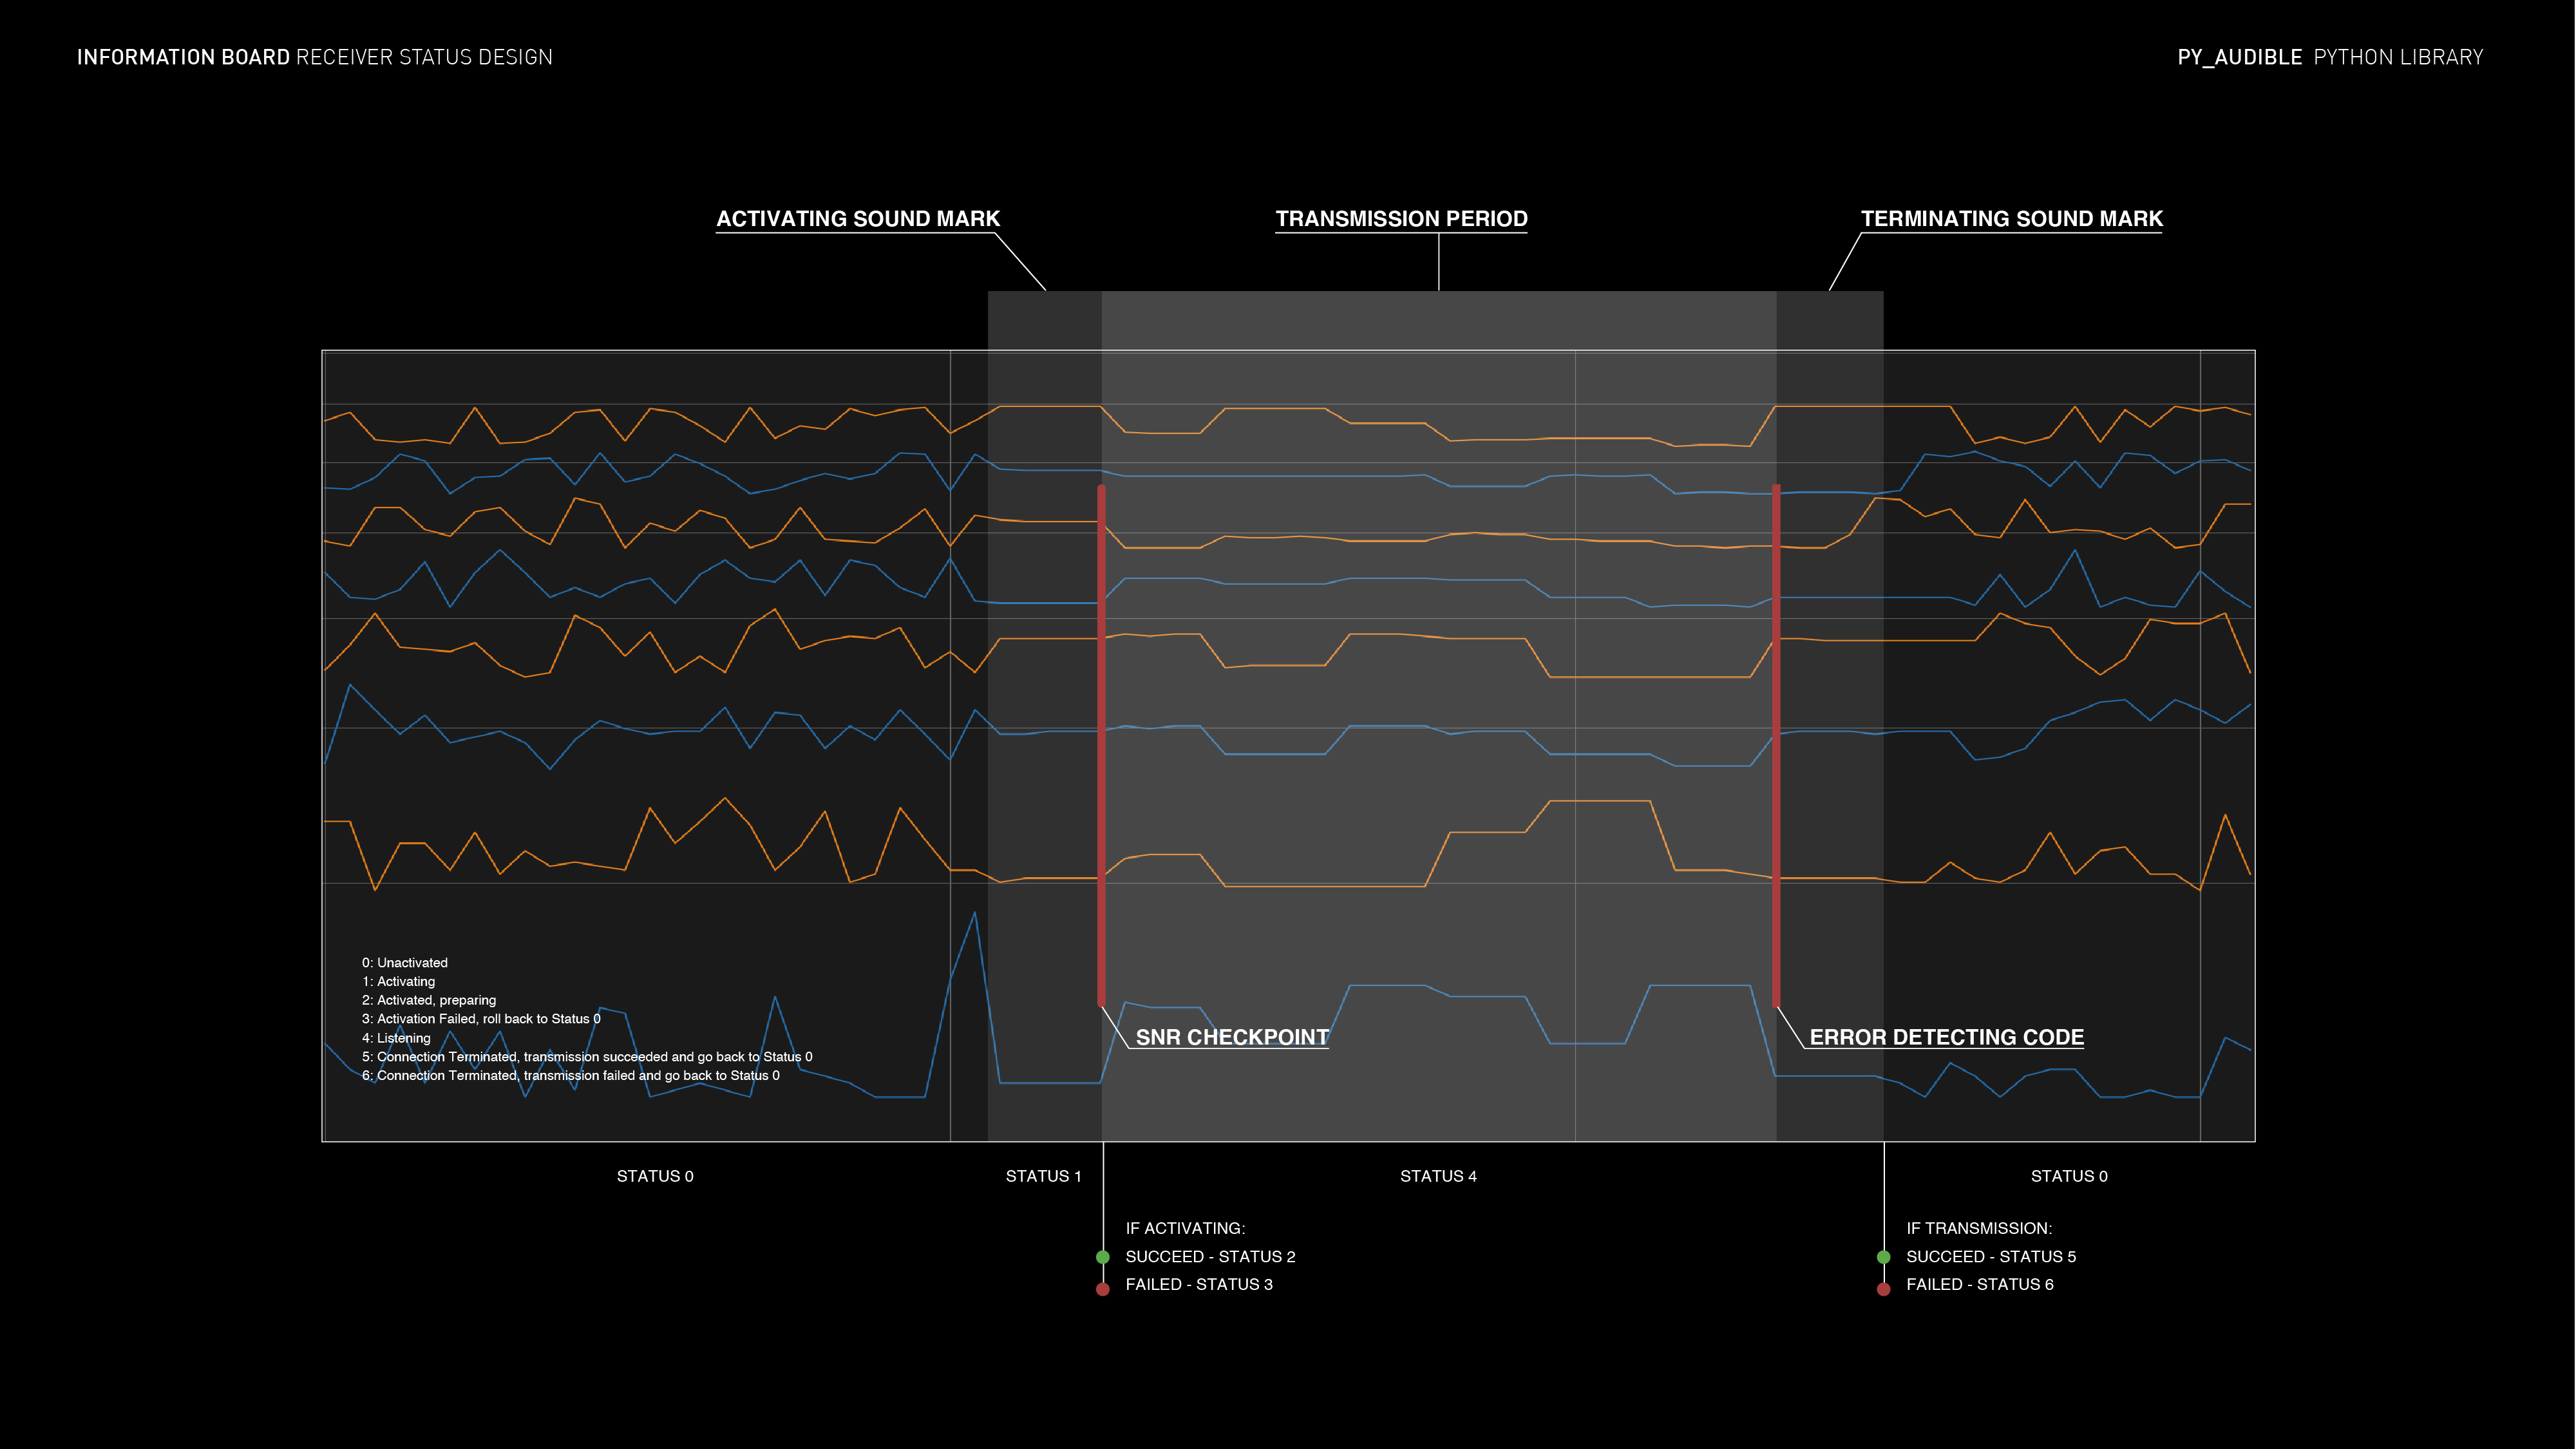 INFORMATION BOARD RECEIVER STATUS DESIGN
PY_AUDIBLE PYTHON LIBRARY
ACTIVATING SOUND MARK
TRANSMISSION PERIOD
TERMINATING SOUND MARK
0: Unactivated
1: Activating
2: Activated, preparing
3: Activation Failed, roll back to Status 0
4: Listening
5: Connection Terminated, transmission succeeded and go back to Status 0
6: Connection Terminated, transmission failed and go back to Status 0
SNR CHECKPOINT
ERROR DETECTING CODE
STATUS 0
STATUS 1
STATUS 4
STATUS 0
IF ACTIVATING:
SUCCEED - STATUS 2
FAILED - STATUS 3
IF TRANSMISSION:
SUCCEED - STATUS 5
FAILED - STATUS 6